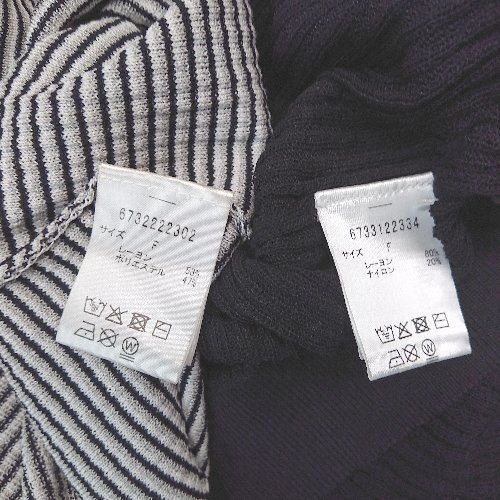 6732222302
サイズ F
レーヨン 53%
ポリエステル 47%
6733122334
サイズ F
レーヨン 80%
ナイロン 20%